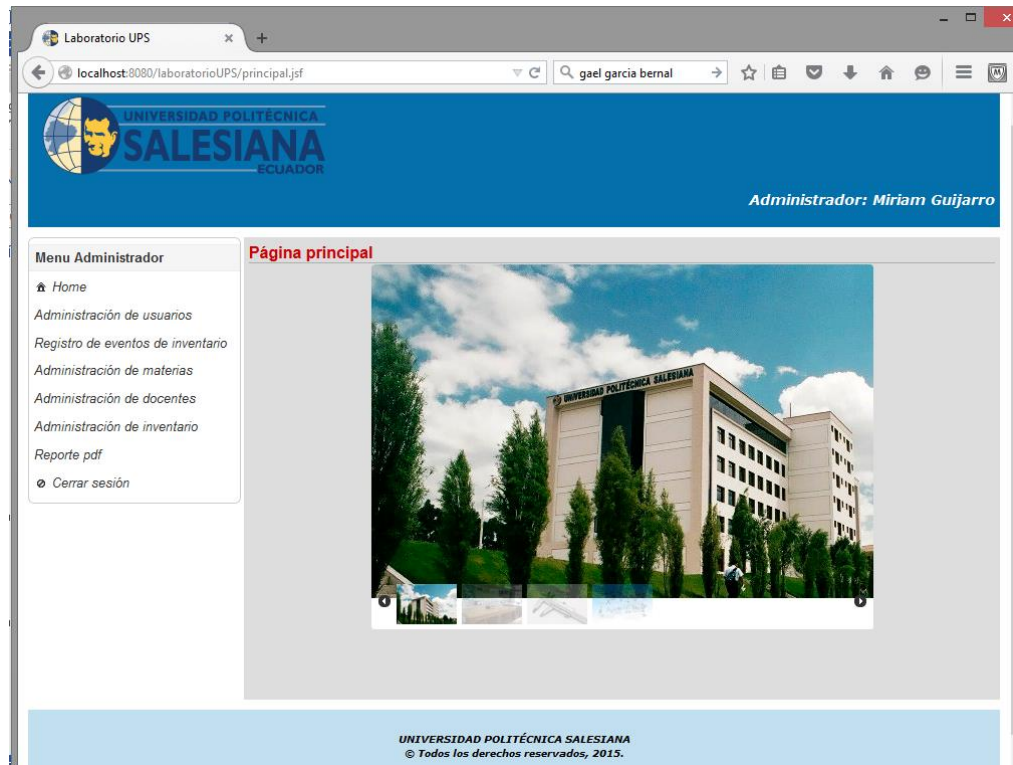 Laboratorio UPS
localhost:8080/laboratorioUPS/principal.jsf
gael garcia bernal
UNIVERSIDAD POLITÉCNICA
SALESIANA
ECUADOR
Administrador: Miriam Guijarro
Menu Administrador
Home
Administración de usuarios
Registro de eventos de inventario
Administración de materias
Administración de docentes
Administración de inventario
Reporte pdf
Cerrar sesión
Página principal
UNIVERSIDAD POLITECNICA SALESIANA
UNIVERSIDAD POLITÉCNICA SALESIANA
© Todos los derechos reservados, 2015.